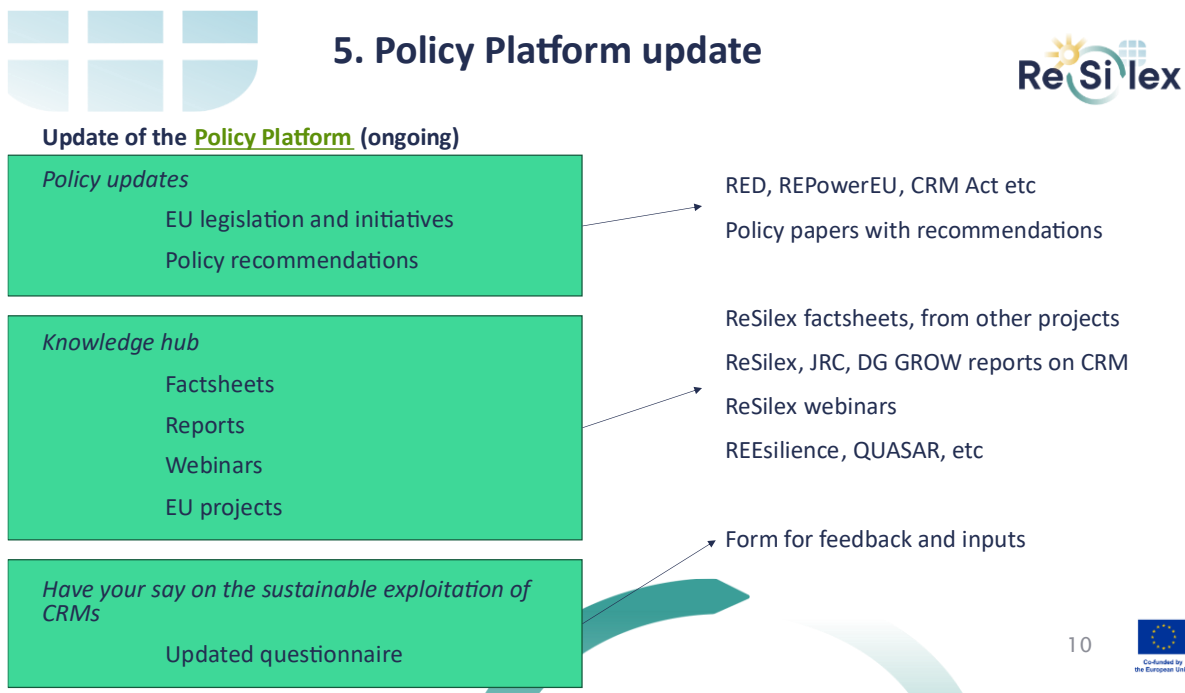 5. Policy Platform update
ReSilex
Update of the Policy Platform (ongoing)
Policy updates
EU legislation and initiatives
Policy recommendations
RED, REPowerEU, CRM Act etc
Policy papers with recommendations
Knowledge hub
Factsheets
Reports
Webinars
EU projects
ReSilex factsheets, from other projects
ReSilex, JRC, DG GROW reports on CRM
ReSilex webinars
REEsilience, QUASAR, etc
Have your say on the sustainable exploitation of
CRMs
Updated questionnaire
Form for feedback and inputs
10
Co-funded by
the European Uni